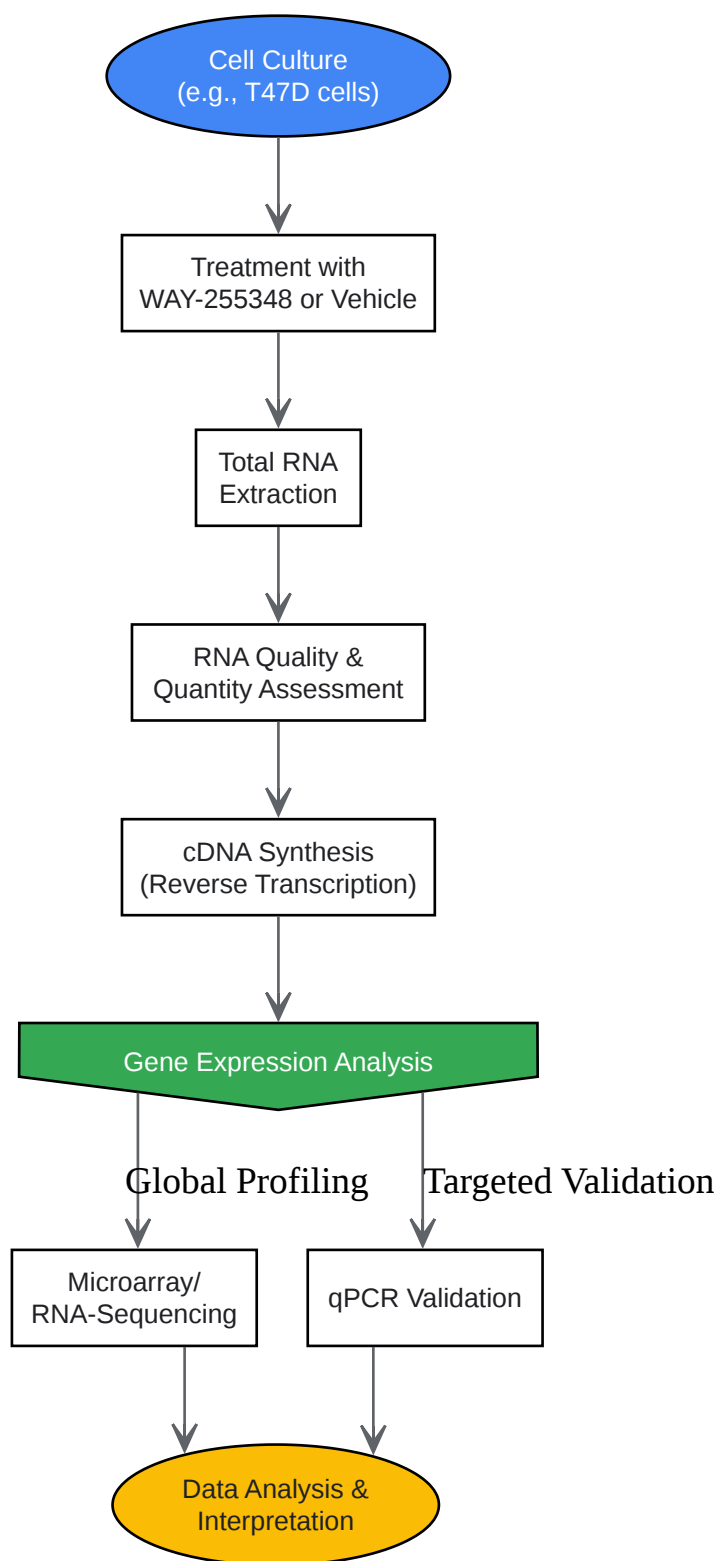 Cell Culture
(e.g., T47D cells)
Treatment with
WAY-255348 or Vehicle
Total RNA
Extraction
RNA Quality &
Quantity Assessment
cDNA Synthesis
(Reverse Transcription)
Gene Expression Analysis
Global Profiling
Targeted Validation
Microarray/
RNA-Sequencing
qPCR Validation
Data Analysis &
Interpretation